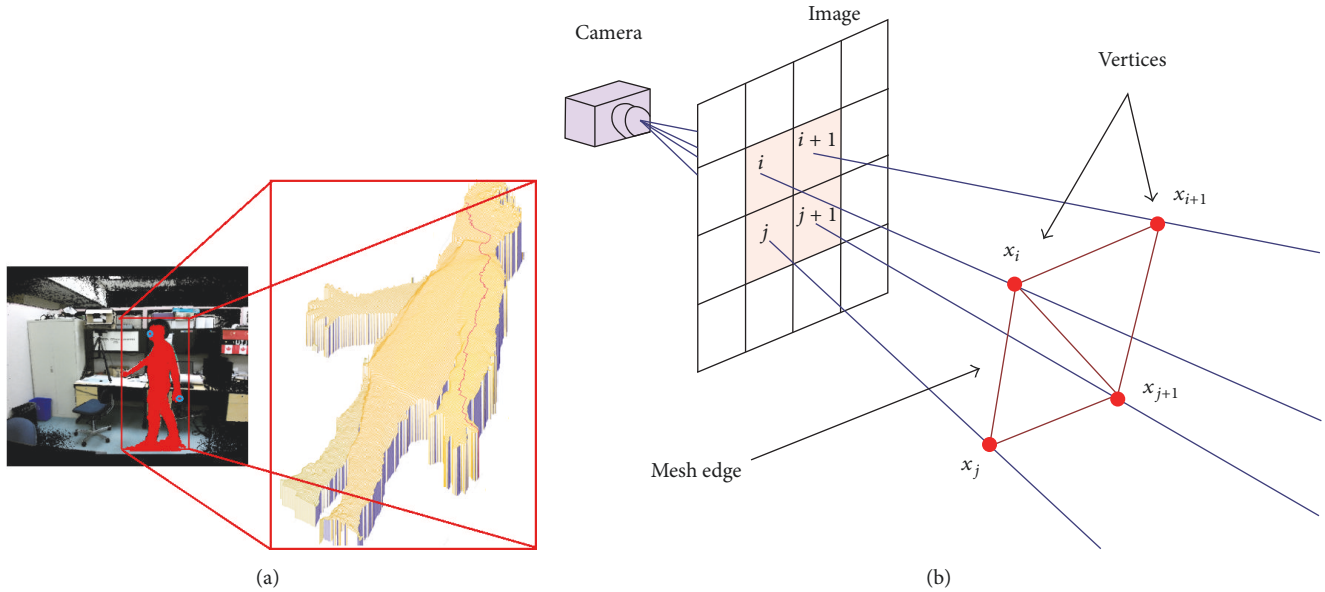 Camera
Image
Vertices
i
i + 1
j
j + 1
x_{i+1}
x_i
x_{j+1}
x_j
Mesh edge
(a)
(b)